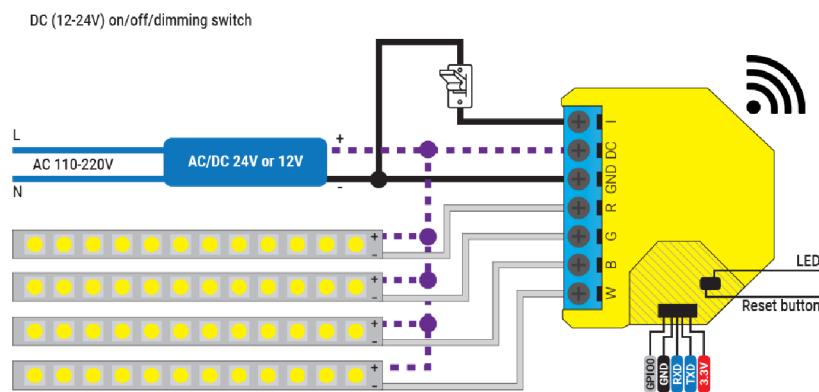 DC (12-24V) on/off/dimming switch
L
AC 110-220V
N
AC/DC 24V or 12V
+
-
I
DC
GND
R
G
B
W
+
-
+
-
+
-
+
-
LED
Reset button
GPIO0
GND
RXD
TXD
3.3V